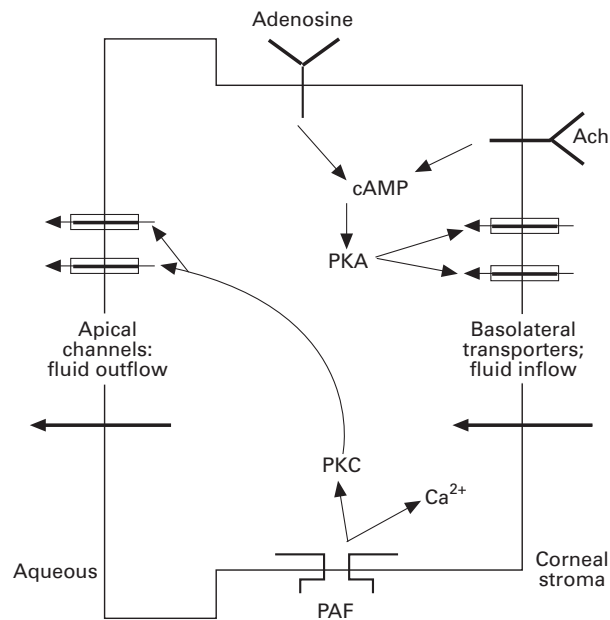 Adenosine
Ach
cAMP
PKA
Apical
channels:
fluid outflow
Basolateral
transporters;
fluid inflow
PKC
Ca²⁺
Aqueous
Corneal
stroma
PAF